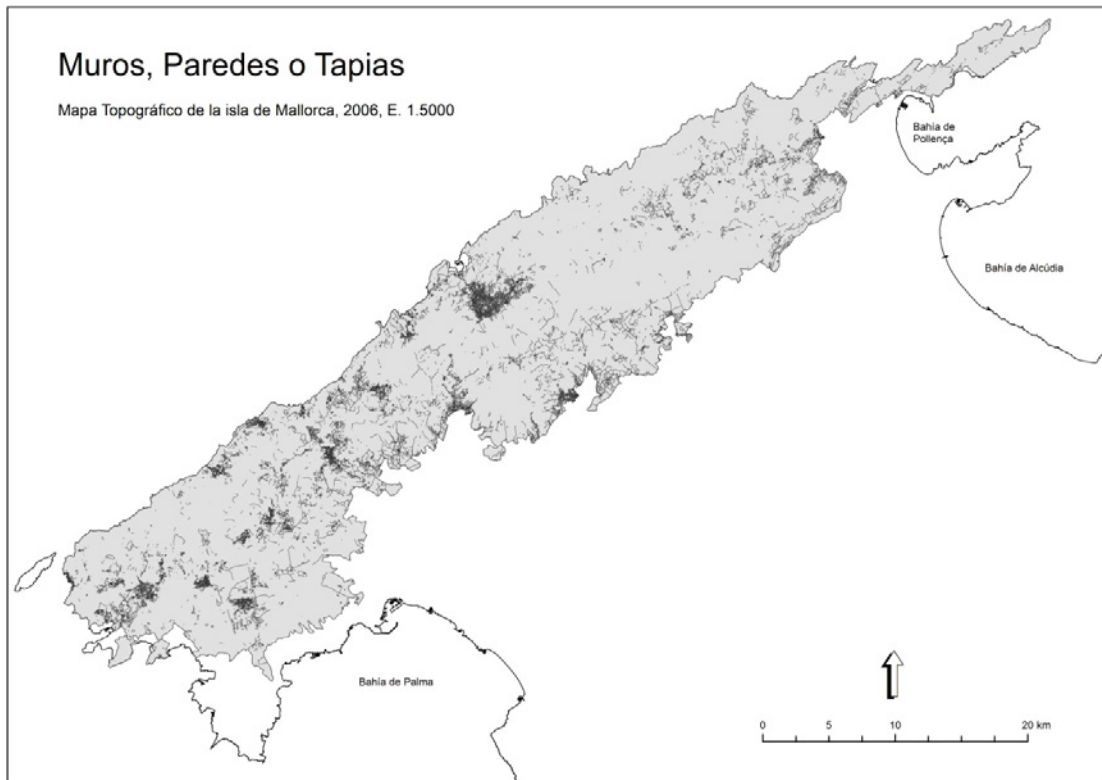 Muros, Paredes o Tapias
Mapa Topográfico de la isla de Mallorca, 2006, E. 1.5000
Bahía de
Pollença
Bahía de Alcúdia
Bahía de Palma
0 5 10 20 km